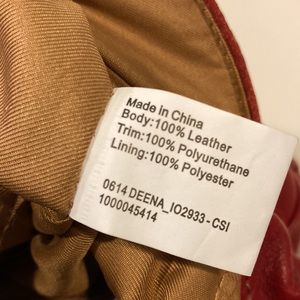 Made in China
Body:100% Leather
Trim:100% Polyurethane
Lining:100% Polyester
0614 DEENA_IO2933-CSI
1000045414